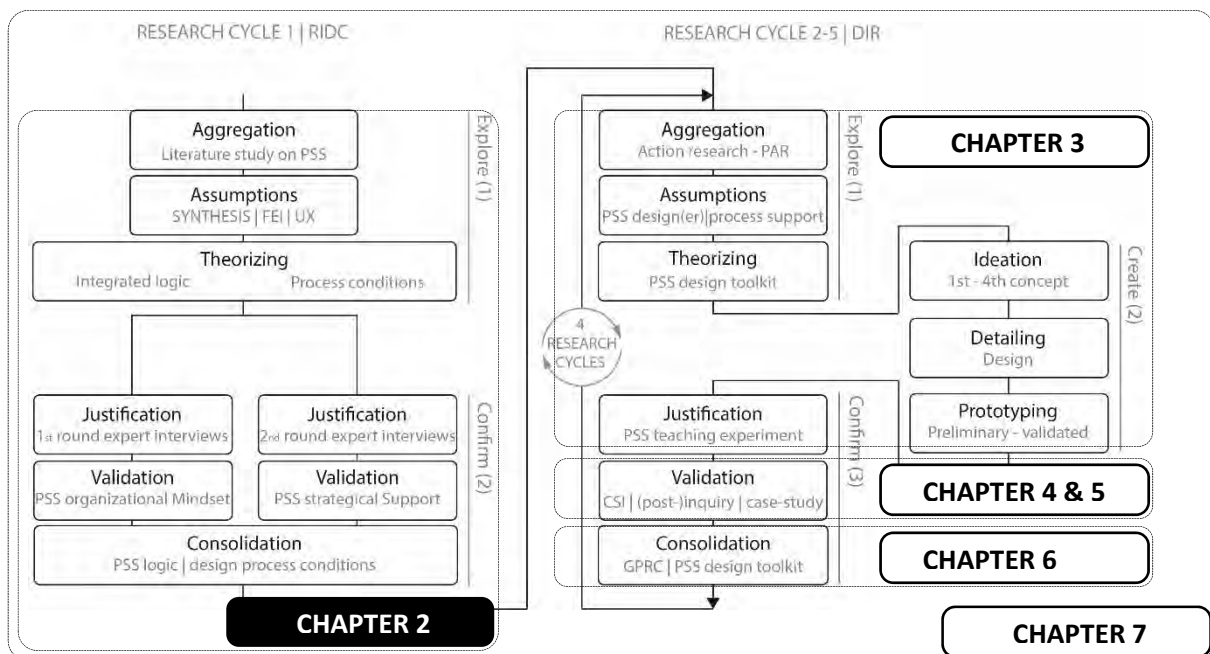 RESEARCH CYCLE 1 | RIDC
Aggregation
Literature study on PSS
Assumptions
SYNTHESIS | FEI | UX
Theorizing
Integrated logic Process conditions
Explore (1)
Justification
1st round expert interviews
Validation
PSS organizational Mindset
Justification
2nd round expert interviews
Validation
PSS strategical Support
Consolidation
PSS logic | design process conditions
Confirm (2)
CHAPTER 2
RESEARCH CYCLE 2-5 | DIR
Aggregation
Action research - PAR
Assumptions
PSS design(er)|process support
Theorizing
PSS design toolkit
Explore (1)
CHAPTER 3
Ideation
1st - 4th concept
Detailing
Design
Prototyping
Preliminary - validated
Create (2)
4
RESEARCH
CYCLES
Justification
PSS teaching experiment
Validation
CSI | (post-)inquiry | case-study
Consolidation
GPRC | PSS design toolkit
Confirm (3)
CHAPTER 4 & 5
CHAPTER 6
CHAPTER 7